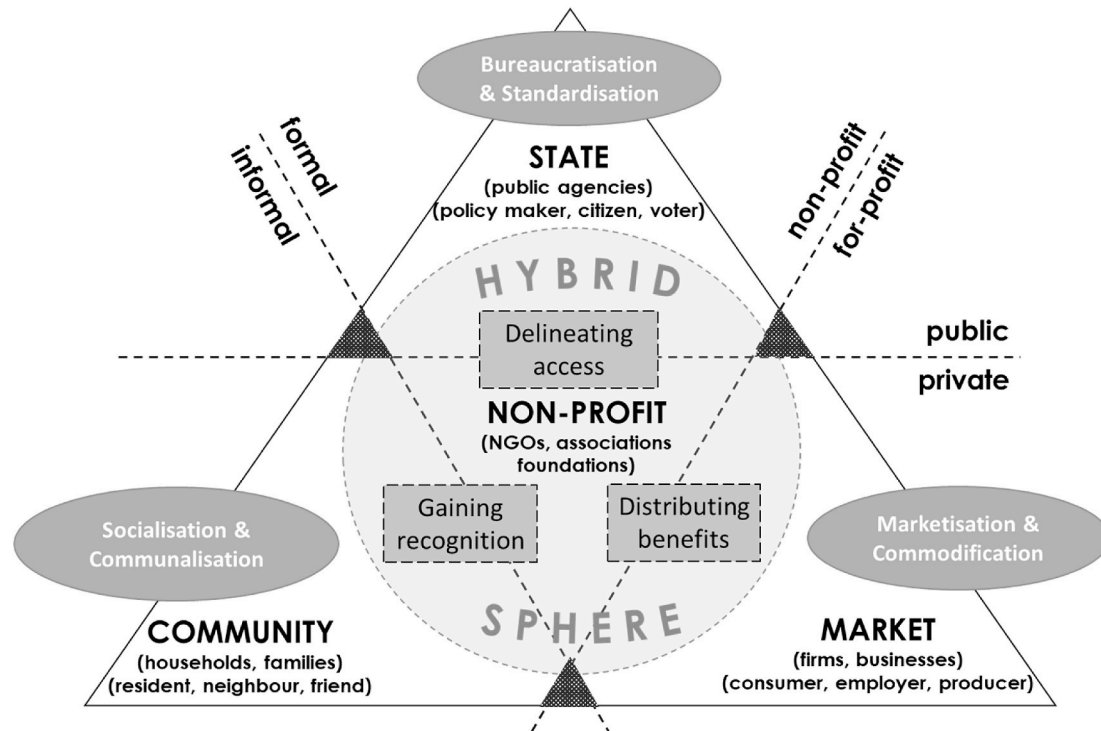 Bureaucratisation
& Standardisation
formal
informal
STATE
(public agencies)
(policy maker, citizen, voter)
non-profit
for-profit
HYBRID
Delineating
access
public
private
NON-PROFIT
(NGOs, associations
foundations)
Gaining
recognition
Distributing
benefits
Socialisation &
Communalisation
Marketisation &
Commodification
SPHERE
COMMUNITY
(households, families)
(resident, neighbour, friend)
MARKET
(firms, businesses)
(consumer, employer, producer)